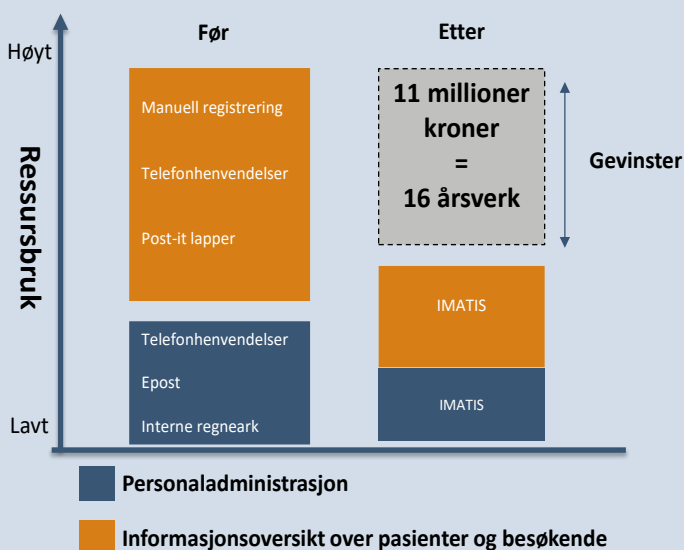 Før
Etter
Høyt
Ressursbruk
Lavt
Manuell registrering
Telefonhenvendelser
Post-it lapper
Telefonhenvendelser
Epost
Interne regneark
11 millioner
kroner
=
16 årsverk
Gevinster
IMATIS
IMATIS
Personaladministrasjon
Informasjonsoversikt over pasienter og besøkende